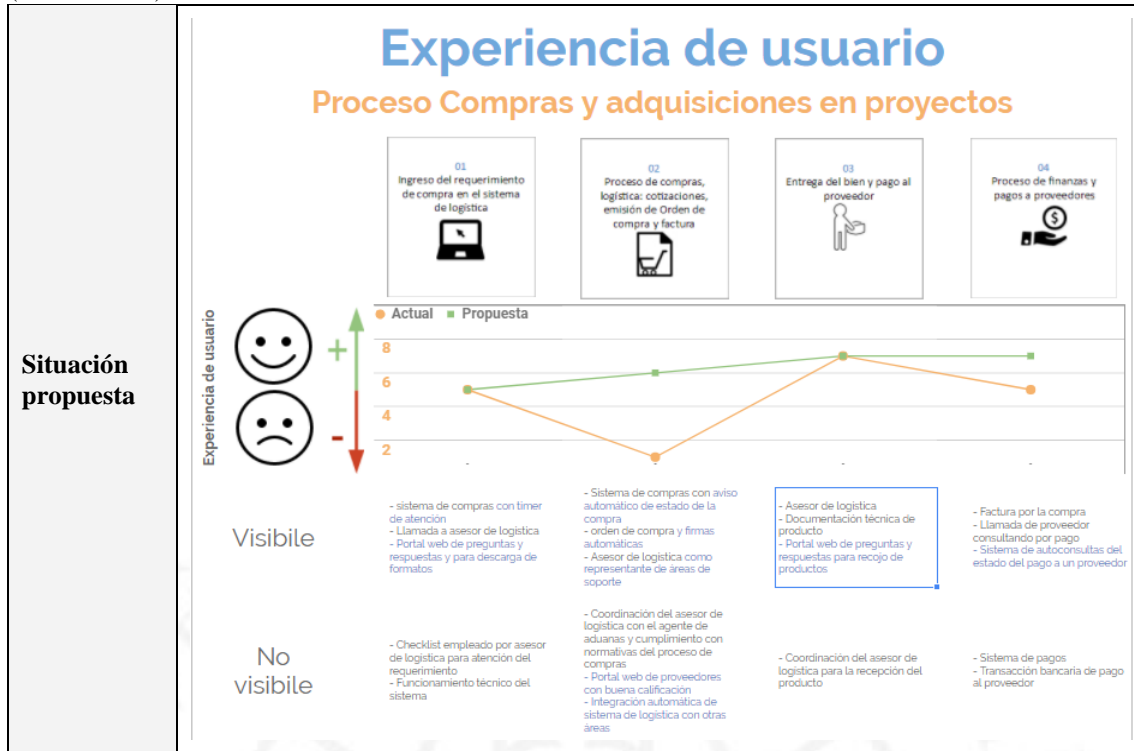 Situación
propuesta
Experiencia de usuario
Proceso Compras y adquisiciones en proyectos
01
Ingreso del requerimiento
de compra en el sistema
de logística
02
Proceso de compras,
logística: cotizaciones,
emisión de Orden de
compra y factura
03
Entrega del bien y pago al
proveedor
04
Proceso de finanzas y
pagos a proveedores
Experiencia de usuario
+
-
Actual
Propuesta
8
6
4
2
Visibile
- sistema de compras con timer
de atención
- Llamada a asesor de logística
- Portal web de preguntas y
respuestas y para descarga de
formatos
- Sistema de compras con aviso
automático de estado de la
compra
- orden de compra y firmas
automáticas
- Asesor de logística como
representante de áreas de
soporte
- Asesor de logística
- Documentación técnica de
producto
- Portal web de preguntas y
respuestas para recojo de
productos
- Factura por la compra
- Llamada de proveedor
consultando por pago
- Sistema de autoconsultas del
estado del pago a un proveedor
No
visibile
- Checklist empleado por asesor
de logística para atención del
requerimiento
- Funcionamiento técnico del
sistema
- Coordinación del asesor de
logística con el agente de
aduanas y cumplimiento con
normativas del proceso de
compras
- Portal web de proveedores
con buena calificación
- Integración automática de
sistema de logística con otras
áreas
- Coordinación del asesor de
logística para la recepción del
producto
- Sistema de pagos
- Transacción bancaria de pago
al proveedor